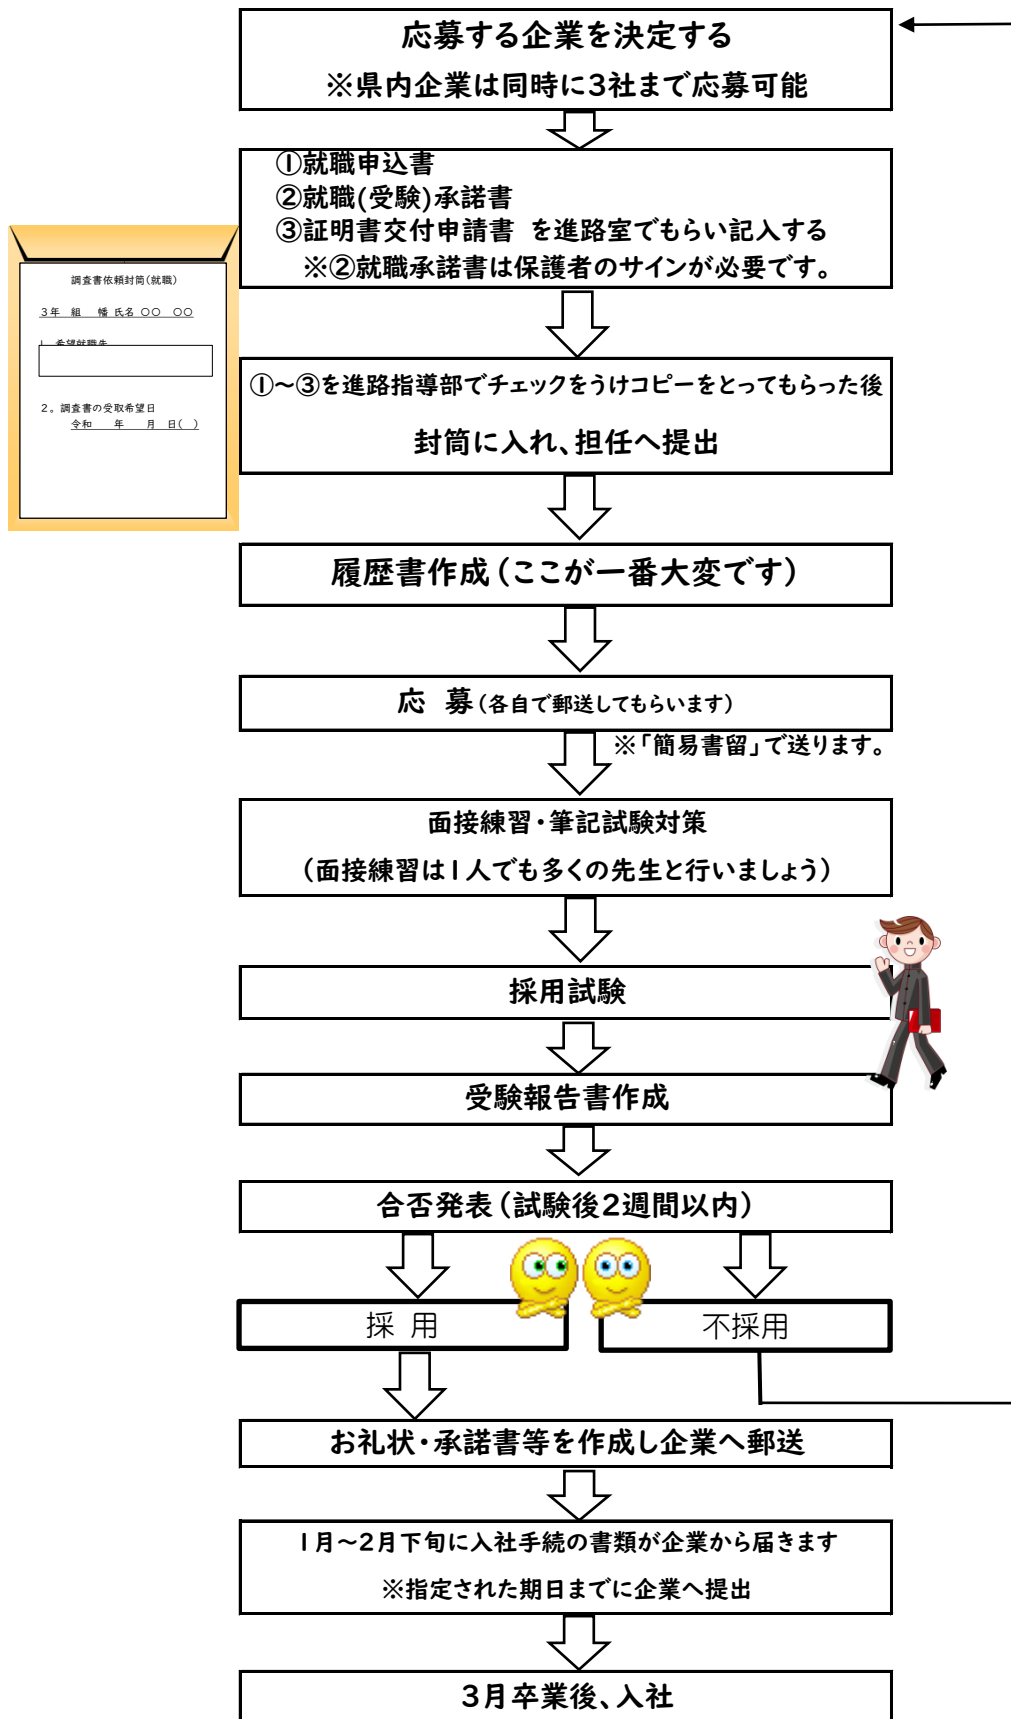 応募する企業を決定する
※県内企業は同時に3社まで応募可能
①就職申込書
②就職(受験)承諾書
③証明書交付申請書 を進路室でもらい記入する
※②就職承諾書は保護者のサインが必要です。
調査書依頼封筒(就職)
3年 組 幡 氏名 〇〇 〇〇
1 希望就職先
2。調査書の受取希望日
令和 年 月 日( )
①～③を進路指導部でチェックをうけコピーをとってもらった後
封筒に入れ、担任へ提出
履歴書作成(ここが一番大変です)
応 募(各自で郵送してもらいます)
※「簡易書留」で送ります。
面接練習・筆記試験対策
(面接練習は1人でも多くの先生と行いましょう)
採用試験
受験報告書作成
合否発表(試験後2週間以内)
採 用
不採用
お礼状・承諾書等を作成し企業へ郵送
1月～2月下旬に入社手続の書類が企業から届きます
※指定された期日までに企業へ提出
3月卒業後、入社